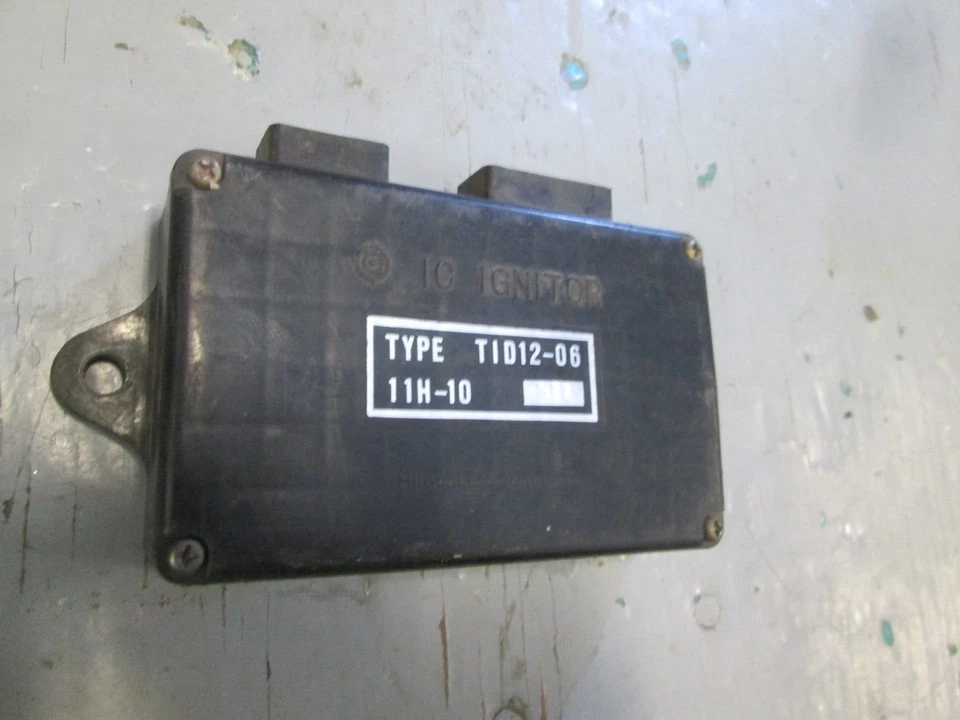 IC IGNITOR
TYPE TID12-06
11H-10